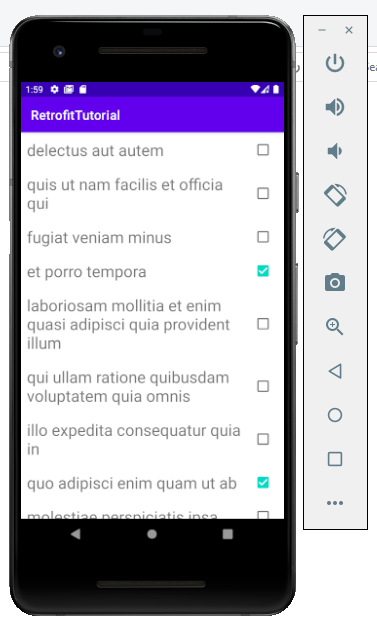 1:59
RetrofitTutorial
delectus aut autem
quis ut nam facilis et officia
qui
fugiat veniam minus
et porro tempora
laboriosam mollitia et enim
quasi adipisci quia provident
illum
qui ullam ratione quibusdam
voluptatem quia omnis
illo expedita consequatur quia
in
quo adipisci enim quam ut ab
molestiae perspiciatis ipsa